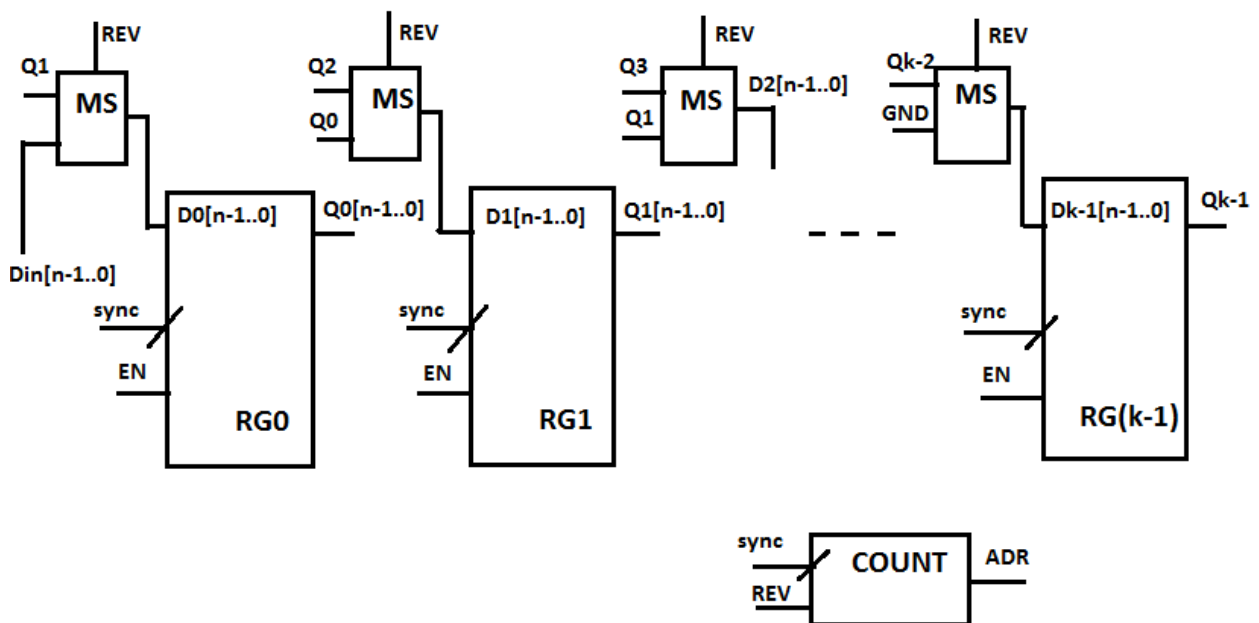 REV
Q1
MS
Din[n-1..0]
D0[n-1..0]
Q0[n-1..0]
sync
EN
RG0
REV
Q2
MS
Q0
D1[n-1..0]
Q1[n-1..0]
sync
EN
RG1
REV
Q3
MS
Q1
D2[n-1..0]
REV
Qk-2
MS
GND
Dk-1[n-1..0]
Qk-1
sync
EN
RG(k-1)
sync
REV
COUNT
ADR